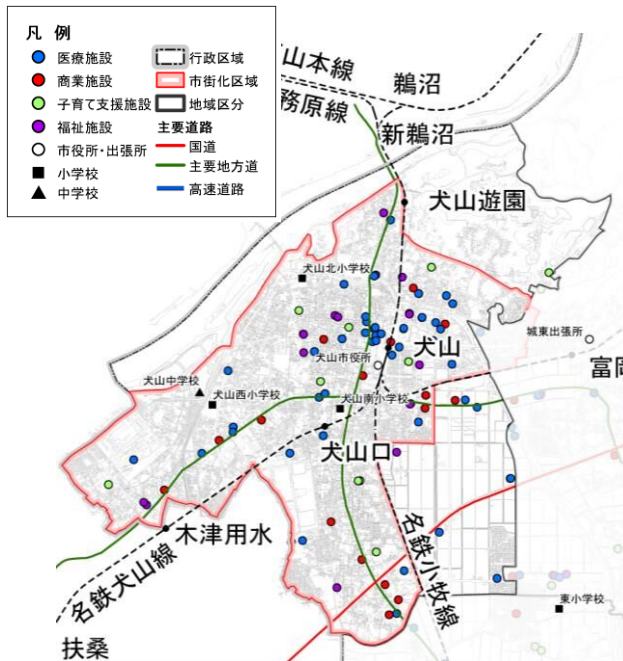 凡 例
医療施設
商業施設
子育て支援施設
福祉施設
市役所・出張所
小学校
中学校
行政区域
市街化区域
地域区分
主要道路
国道
主要地方道
高速道路
山本線
務原線
鵜沼
新鵜沼
犬山遊園
犬山北小学校
城東出張所
犬山市役所
犬山
富岡
犬山中学校
犬山西小学校
犬山南小学校
犬山口
木津用水
名鉄犬山線
名鉄小牧線
東小学校
扶桑